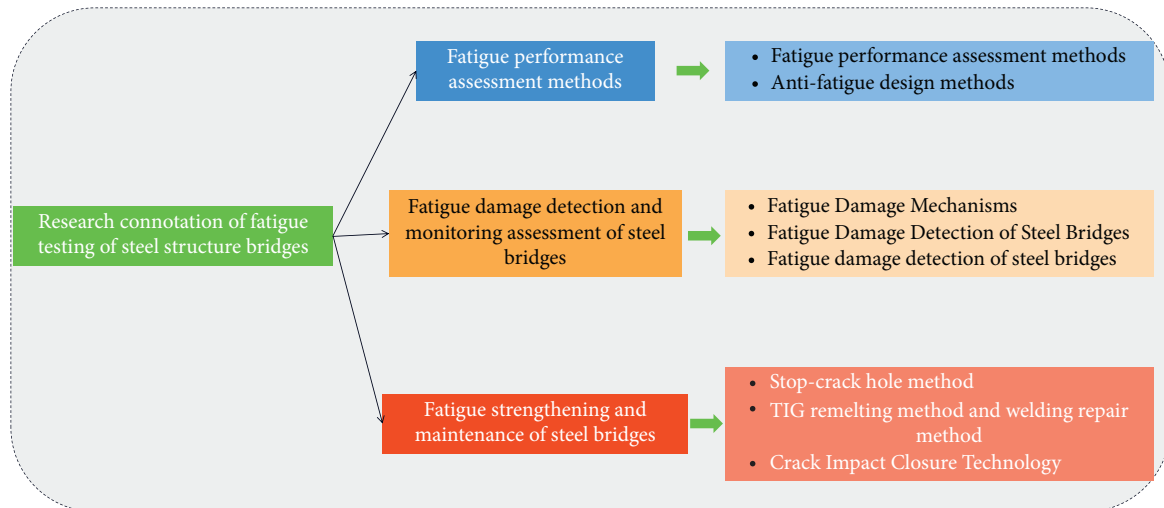 Research connotation of fatigue
testing of steel structure bridges
Fatigue performance
assessment methods
• Fatigue performance assessment methods
• Anti-fatigue design methods
Fatigue damage detection and
monitoring assessment of steel
bridges
• Fatigue Damage Mechanisms
• Fatigue Damage Detection of Steel Bridges
• Fatigue damage detection of steel bridges
Fatigue strengthening and
maintenance of steel bridges
• Stop-crack hole method
• TIG remelting method and welding repair
method
• Crack Impact Closure Technology